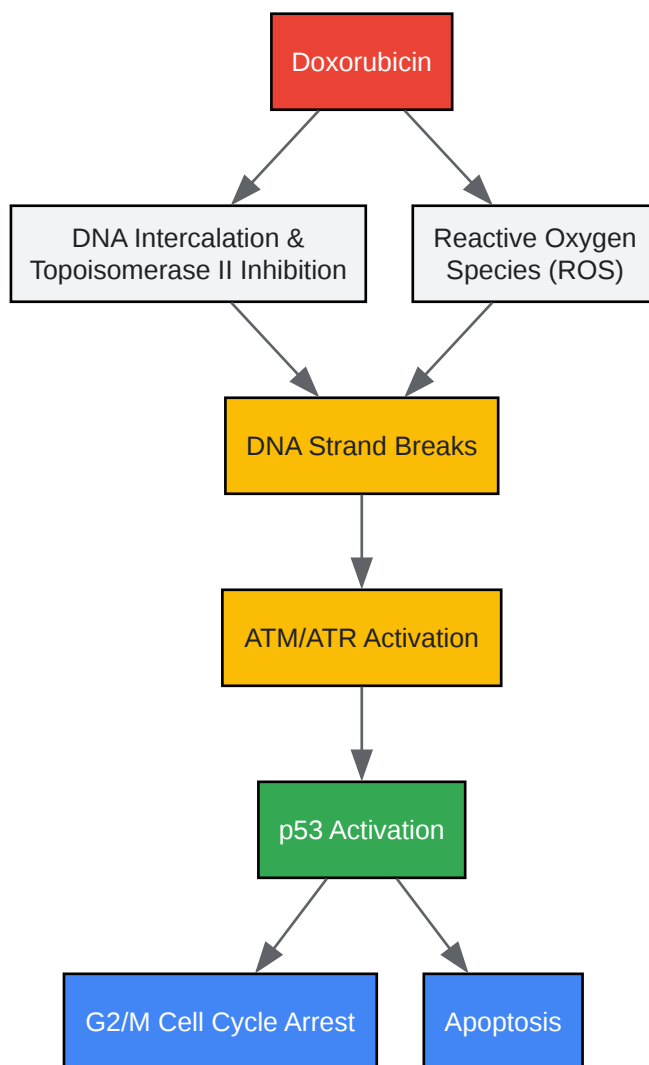 Doxorubicin
DNA Intercalation &
Topoisomerase II Inhibition
Reactive Oxygen
Species (ROS)
DNA Strand Breaks
ATM/ATR Activation
p53 Activation
G2/M Cell Cycle Arrest
Apoptosis